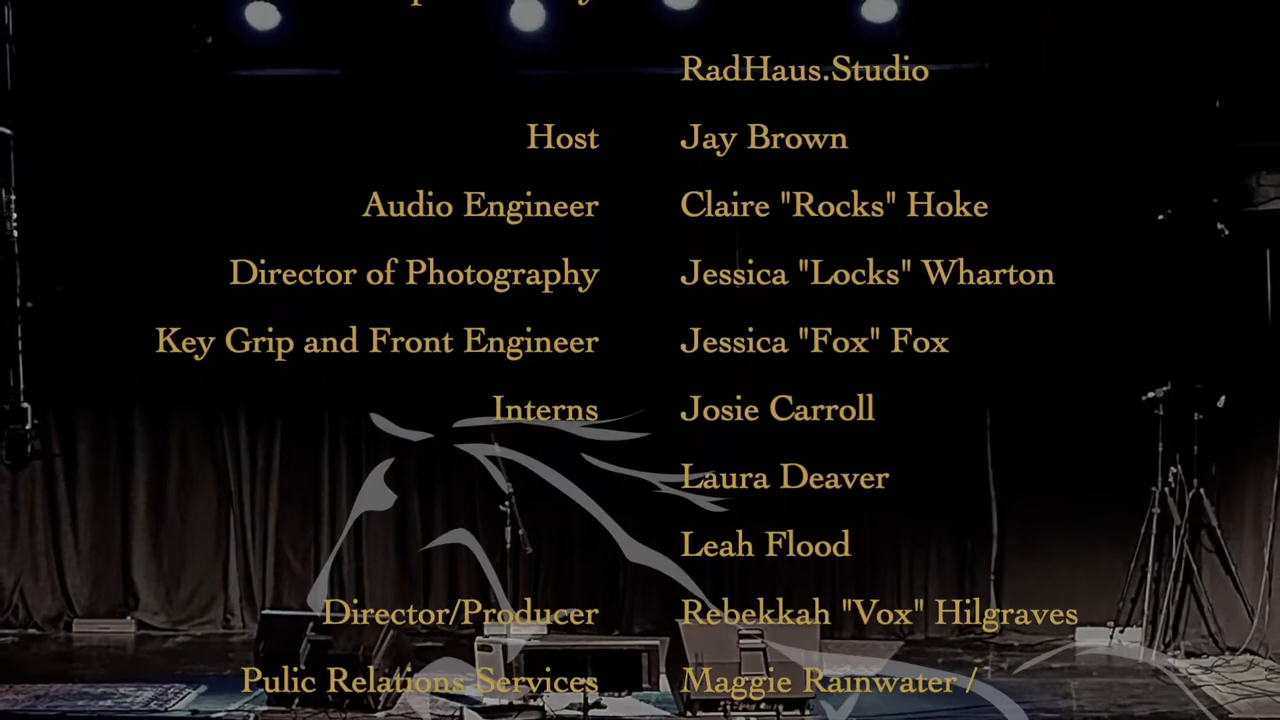 RadHaus.Studio
Host Jay Brown
Audio Engineer Claire "Rocks" Hoke
Director of Photography Jessica "Locks" Wharton
Key Grip and Front Engineer Jessica "Fox" Fox
Interns Josie Carroll
Laura Deaver
Leah Flood
Director/Producer Rebekkah "Vox" Hilgraves
Pulic Relations Services Maggie Rainwater /